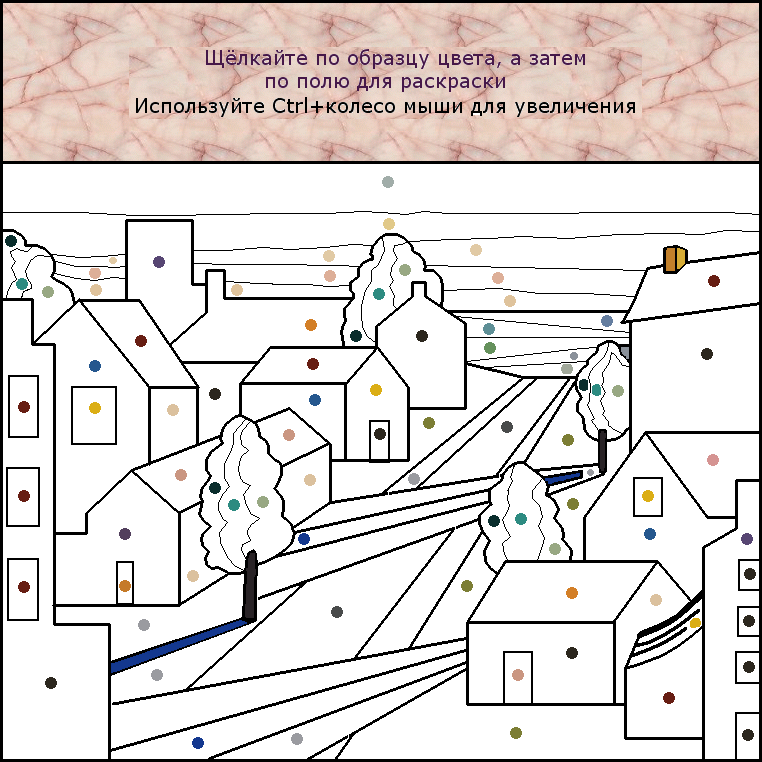 Щёлкайте по образцу цвета, а затем
по полю для раскраски
Используйте Ctrl+колесо мыши для увеличения